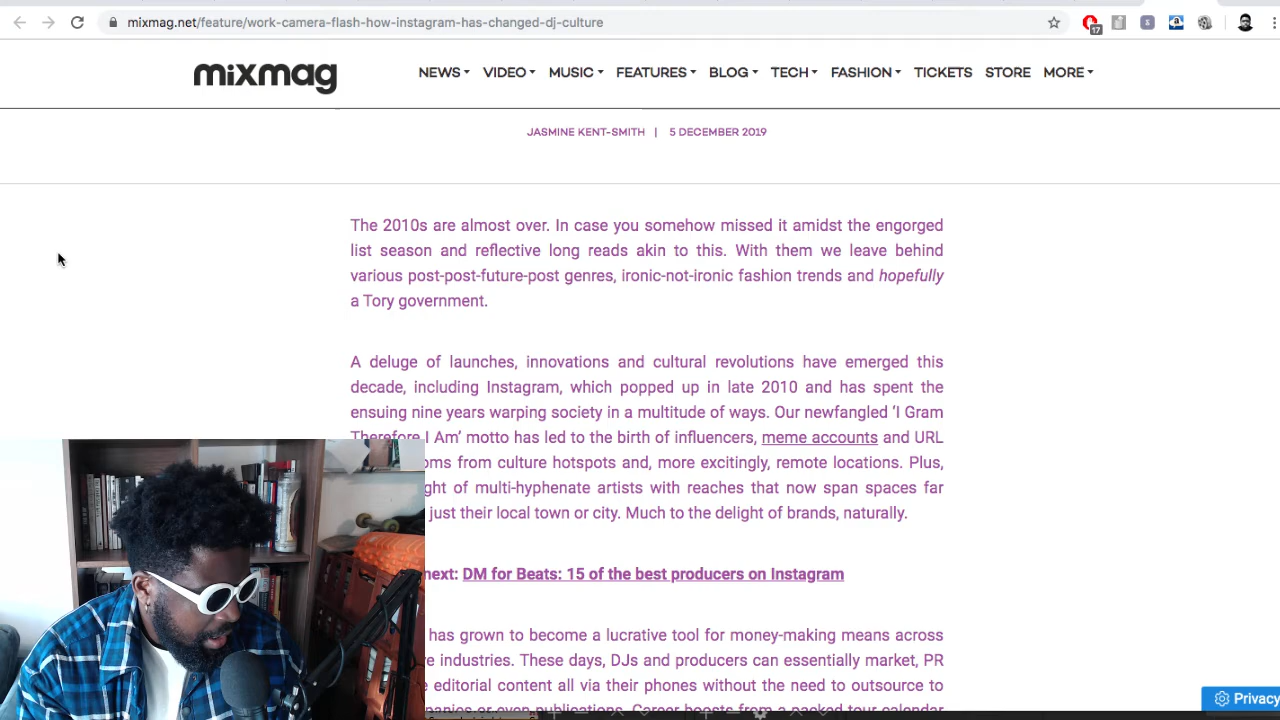 mixmag.net/feature/work-camera-flash-how-instagram-has-changed-dj-culture
17
mixmag
NEWS VIDEO MUSIC FEATURES BLOG TECH FASHION TICKETS STORE MORE
JASMINE KENT-SMITH | 5 DECEMBER 2019
The 2010s are almost over. In case you somehow missed it amidst the engorged
list season and reflective long reads akin to this. With them we leave behind
various post-post-future-post genres, ironic-not-ironic fashion trends and hopefully
a Tory government.
A deluge of launches, innovations and cultural revolutions have emerged this
decade, including Instagram, which popped up in late 2010 and has spent the
ensuing nine years warping society in a multitude of ways. Our newfangled 'I Gram
Therefore I Am' motto has led to the birth of influencers, meme accounts and URL
from culture hotspots and, more excitingly, remote locations. Plus,
of multi-hyphenate artists with reaches that now span spaces far
just their local town or city. Much to the delight of brands, naturally.
next: DM for Beats: 15 of the best producers on Instagram
has grown to become a lucrative tool for money-making means across
industries. These days, DJs and producers can essentially market, PR
editorial content all via their phones without the need to outsource to
or even publications. Career boosts from a packed tour calendar
Privacy